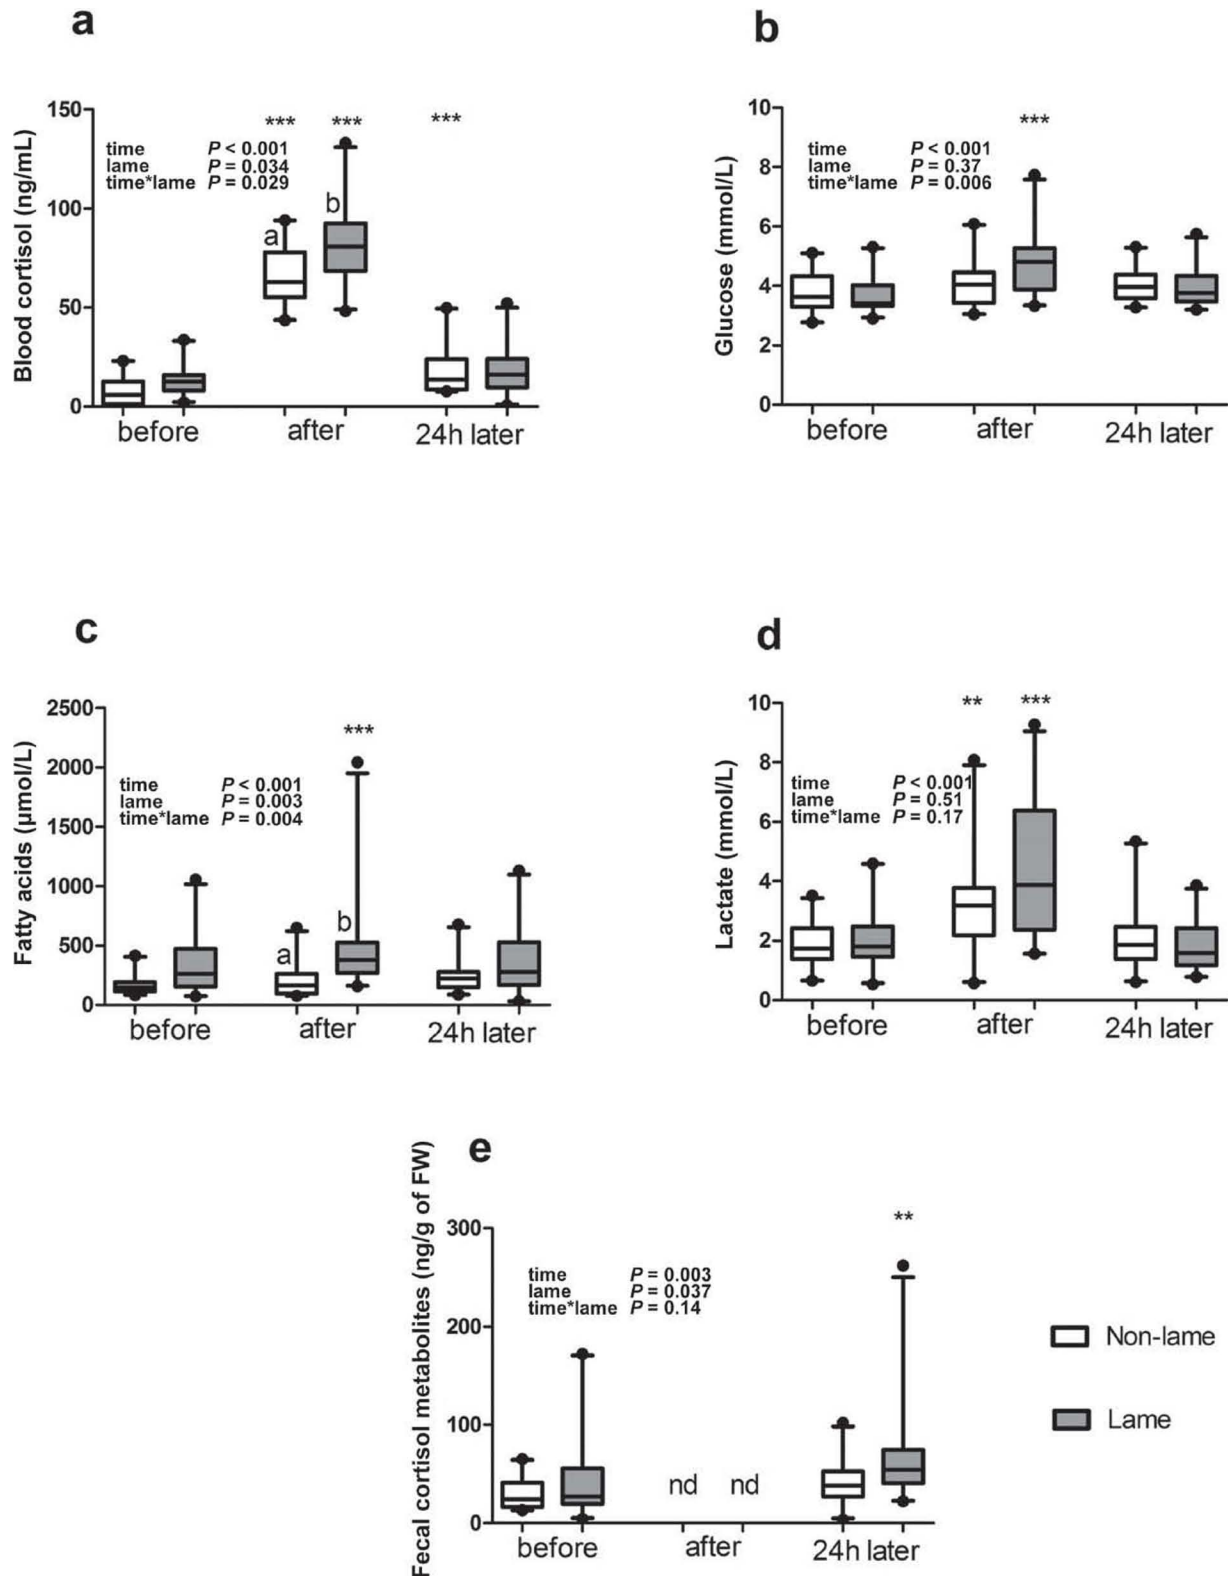 a
Blood cortisol (ng/mL)
150
100
50
0
time P < 0.001
lame P = 0.034
time*lame P = 0.029
*** *** ***
a
b
before after 24h later
b
Glucose (mmol/L)
10
8
6
4
2
0
time P < 0.001
lame P = 0.37
time*lame P = 0.006
***
before after 24h later
c
Fatty acids (µmol/L)
2500
2000
1500
1000
500
0
time P < 0.001
lame P = 0.003
time*lame P = 0.004
***
a
b
before after 24h later
d
Lactate (mmol/L)
10
8
6
4
2
0
time P < 0.001
lame P = 0.51
time*lame P = 0.17
** ***
before after 24h later
e
Fecal cortisol metabolites (ng/g of FW)
300
200
100
0
time P = 0.003
lame P = 0.037
time*lame P = 0.14
**
nd nd
before after 24h later
Non-lame
Lame